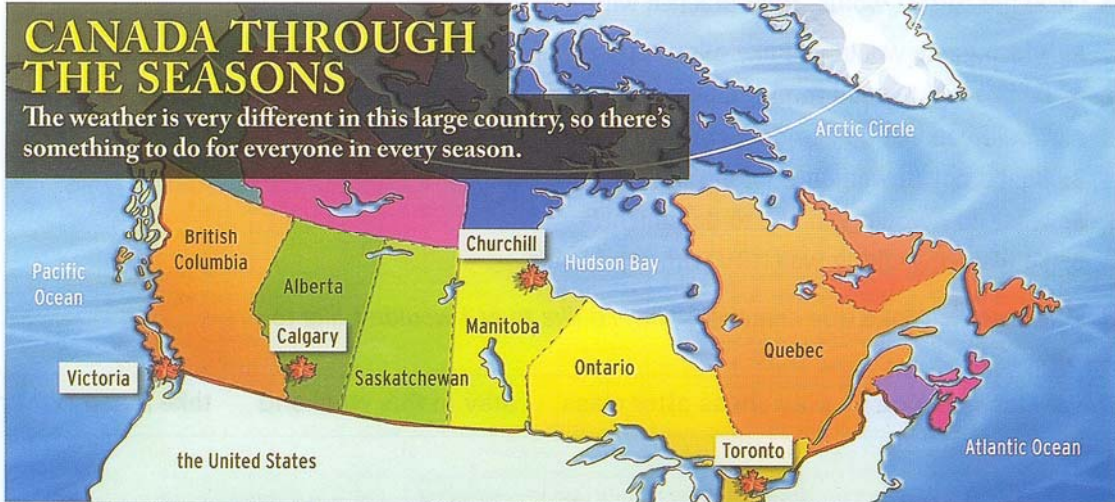 CANADA THROUGH
THE SEASONS
The weather is very different in this large country, so there's
something to do for everyone in every season.
Arctic Circle
British
Columbia
Churchill
Hudson Bay
Pacific
Ocean
Alberta
Calgary
Manitoba
Quebec
Victoria
Saskatchewan
Ontario
the United States
Toronto
Atlantic Ocean